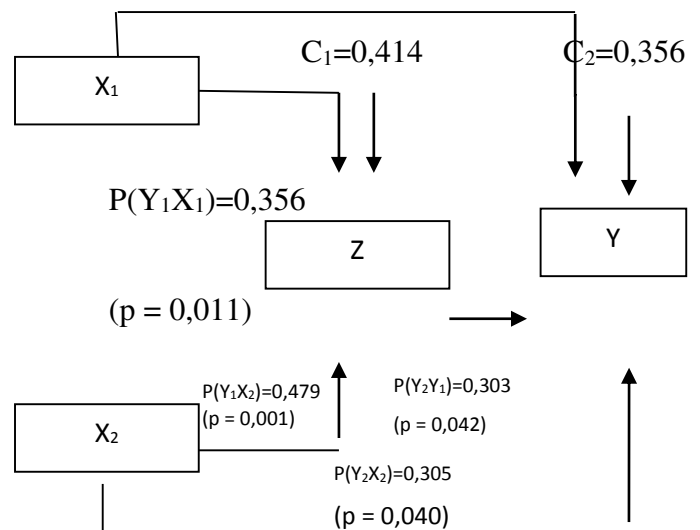 C₁=0,414
C₂=0,356
X₁
P(Y₁X₁)=0,356
Z
Y
(p = 0,011)
P(Y₁X₂)=0,479
(p = 0,001)
P(Y₂Y₁)=0,303
(p = 0,042)
X₂
P(Y₂X₂)=0,305
(p = 0,040)